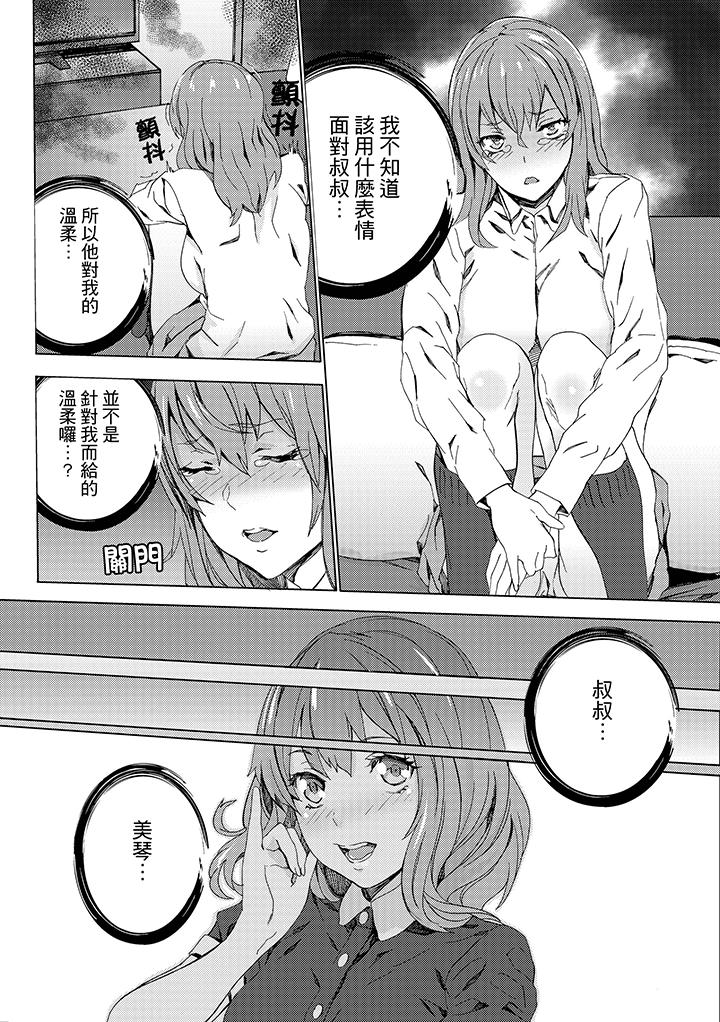 我不知道
該用什麼表情
面對叔叔…
顫抖
顫抖
所以他對我的
溫柔…
並不是
針對我而給的
溫柔囉…?
關門
叔叔…
美琴…